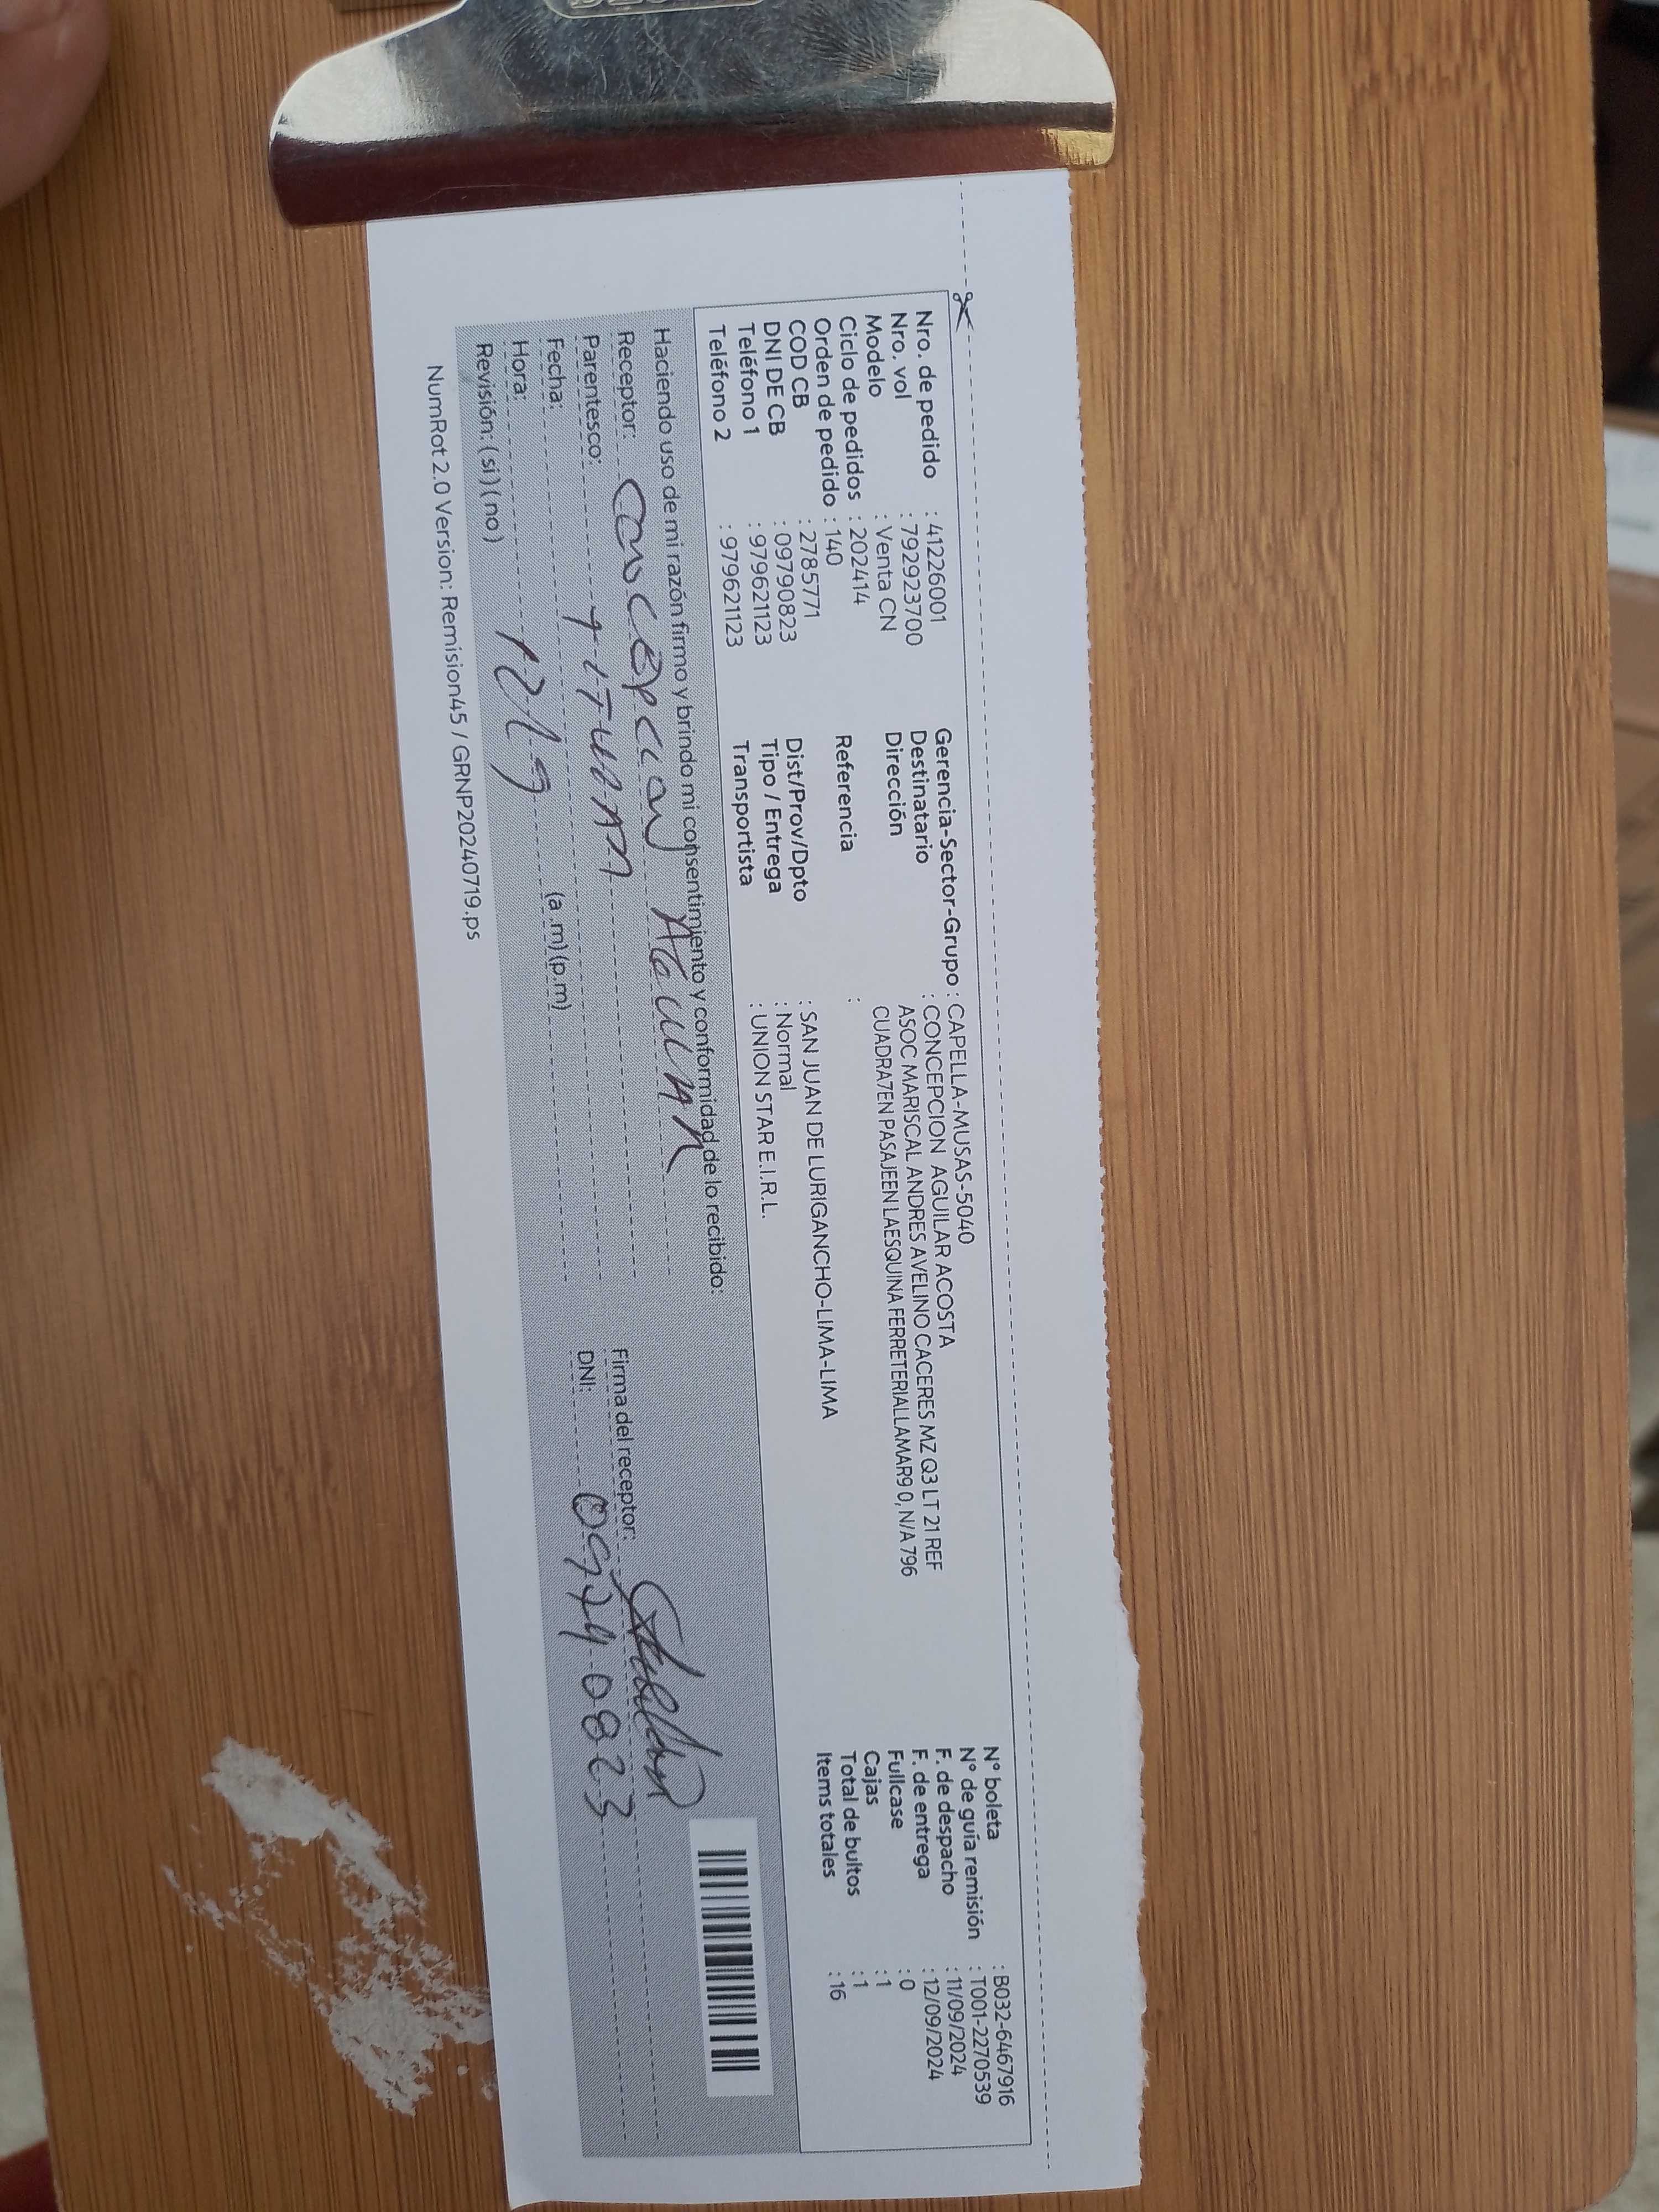 Nro. de pedido : 41226001
Nro. vol : 792923700
Modelo : Venta CN
Ciclo de pedidos : 202414
Orden de pedido : 140
COD CB : 2785771
DNI DE CB : 09790823
Teléfono 1 : 979621123
Teléfono 2 : 979621123
Gerencia-Sector-Grupo : CAPELLA-MUSAS-5040
Destinatario : CONCEPCION AGUILAR ACOSTA
Dirección ASOC MARISCAL ANDRES AVELINO CACERES MZ Q3 LT 21 REF
CUADRA7EN PASAJEEN LAESQUINA FERRETERIALLAMAR9 0, N/A 796
Referencia :
Dist/Prov/Dpto : SAN JUAN DE LURIGANCHO-LIMA-LIMA
Tipo / Entrega : Normal
Transportista : UNION STAR E.I.R.L.
N° boleta : B032-6467916
N° de guía remisión : T001-2270539
F. de despacho : 11/09/2024
F. de entrega : 12/09/2024
Fullcase : 0
Cajas : 1
Total de bultos : 1
Items totales : 16
Haciendo uso de mi razón firmo y brindo mi consentimiento y conformidad de lo recibido:
Receptor: Concepcion
Parentesco: TITUAR
Fecha: 12/9
Hora: (a.m)(p.m)
Revisión: (si) (no)
Firma del receptor:
DNI: 09790823
NumRot 2.0 Version: Remision45 / GRNP20240719.ps